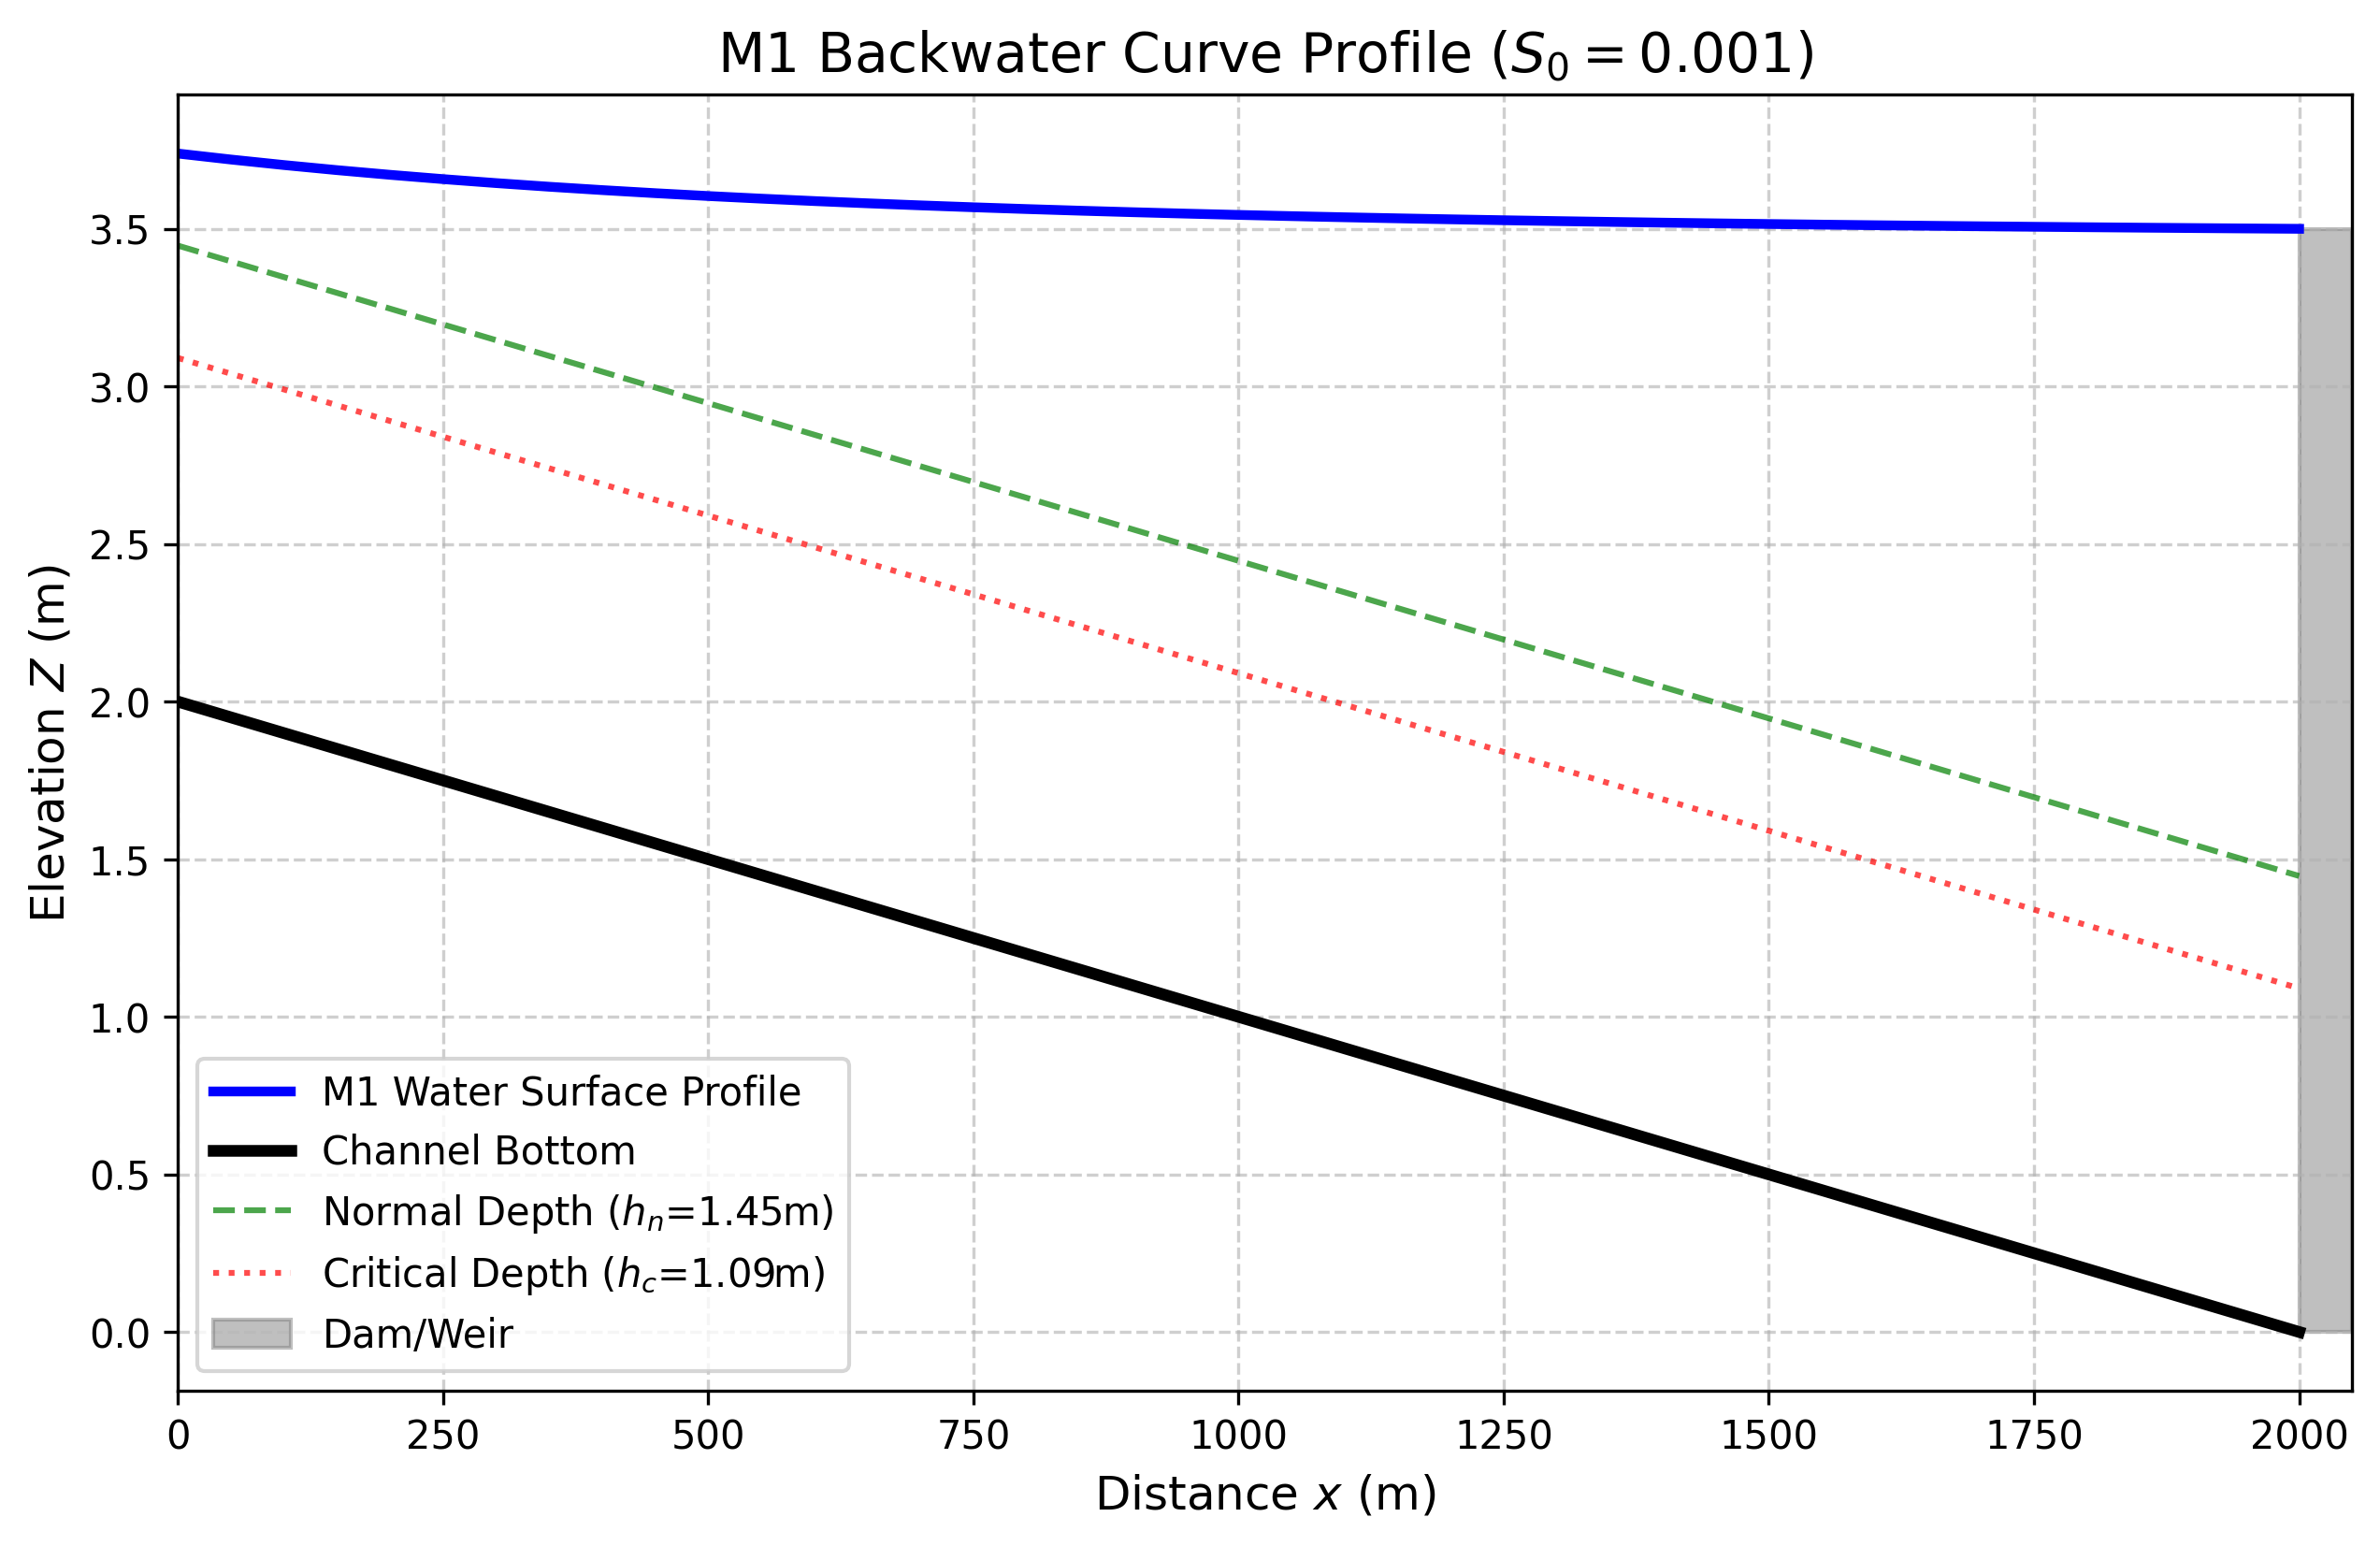 M1 Backwater Curve Profile (S₀ = 0.001)
Elevation Z (m)
3.5
3.0
2.5
2.0
1.5
1.0
0.5
0.0
M1 Water Surface Profile
Channel Bottom
Normal Depth (hₙ=1.45m)
Critical Depth (h_c=1.09m)
Dam/Weir
0 250 500 750 1000 1250 1500 1750 2000
Distance x (m)